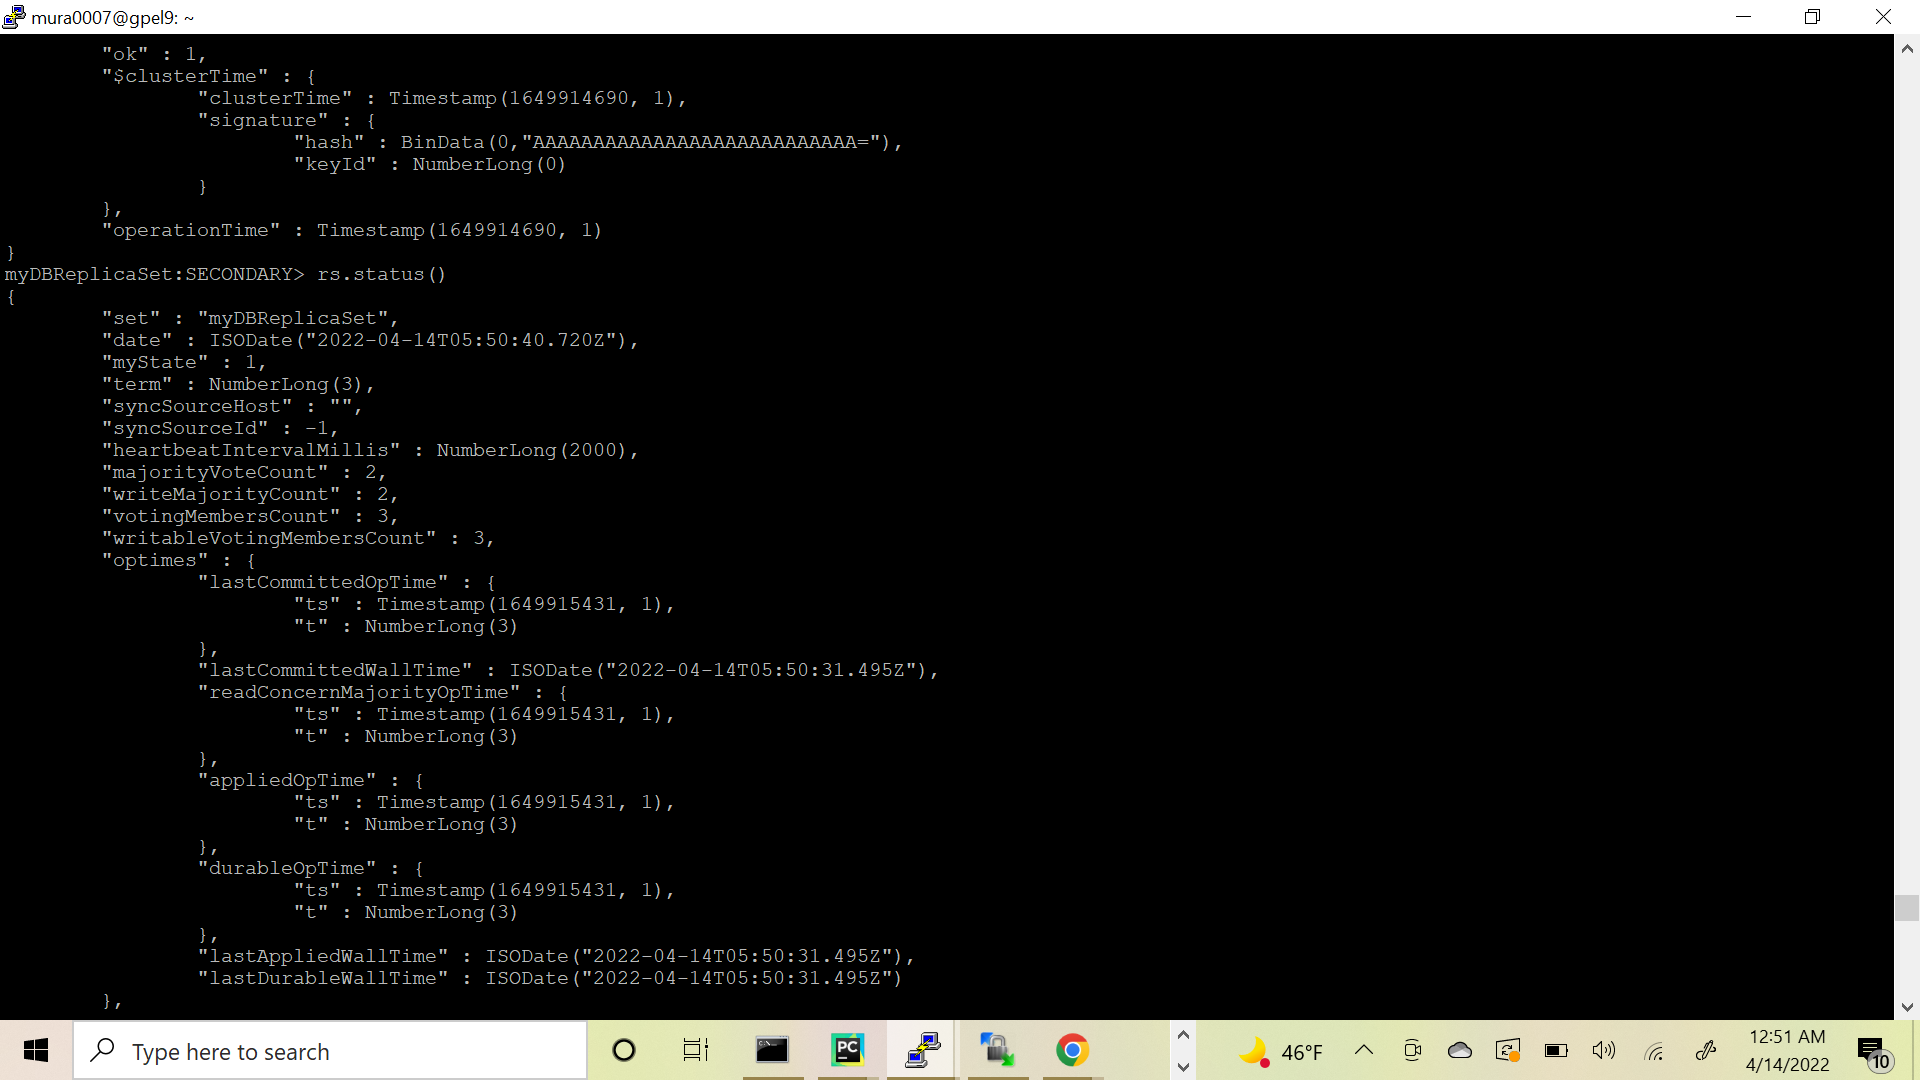 mura0007@gpel9: ~
"ok" : 1,
"$clusterTime" : {
"clusterTime" : Timestamp(1649914690, 1),
"signature" : {
"hash" : BinData(0,"AAAAAAAAAAAAAAAAAAAAAAAAAAA="),
"keyId" : NumberLong(0)
}
},
"operationTime" : Timestamp(1649914690, 1)
}
myDBReplicaSet:SECONDARY> rs.status()
{
"set" : "myDBReplicaSet",
"date" : ISODate("2022-04-14T05:50:40.720Z"),
"myState" : 1,
"term" : NumberLong(3),
"syncSourceHost" : "",
"syncSourceId" : -1,
"heartbeatIntervalMillis" : NumberLong(2000),
"majorityVoteCount" : 2,
"writeMajorityCount" : 2,
"votingMembersCount" : 3,
"writableVotingMembersCount" : 3,
"optimes" : {
"lastCommittedOpTime" : {
"ts" : Timestamp(1649915431, 1),
"t" : NumberLong(3)
},
"lastCommittedWallTime" : ISODate("2022-04-14T05:50:31.495Z"),
"readConcernMajorityOpTime" : {
"ts" : Timestamp(1649915431, 1),
"t" : NumberLong(3)
},
"appliedOpTime" : {
"ts" : Timestamp(1649915431, 1),
"t" : NumberLong(3)
},
"durableOpTime" : {
"ts" : Timestamp(1649915431, 1),
"t" : NumberLong(3)
},
"lastAppliedWallTime" : ISODate("2022-04-14T05:50:31.495Z"),
"lastDurableWallTime" : ISODate("2022-04-14T05:50:31.495Z")
},
Type here to search
PC
46°F
12:51 AM
4/14/2022
10